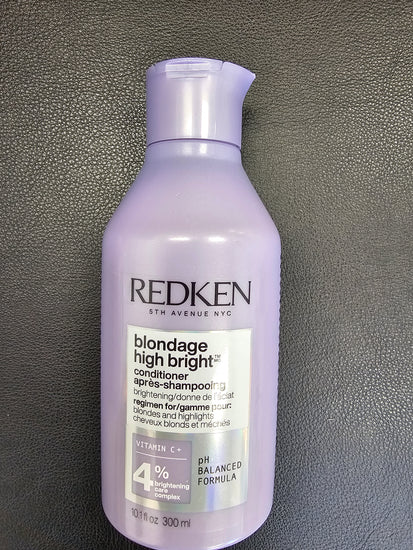 REDKEN
5TH AVENUE NYC
blondage
high bright™
conditioner
après-shampooing
brightening/donne de l'éclat
regimen for/gamme pour:
blondes and highlights
cheveux blonds et méchés
VITAMIN C+
4%
brightening
care
complex
pH
BALANCED
FORMULA
10.1 fl oz 300 ml